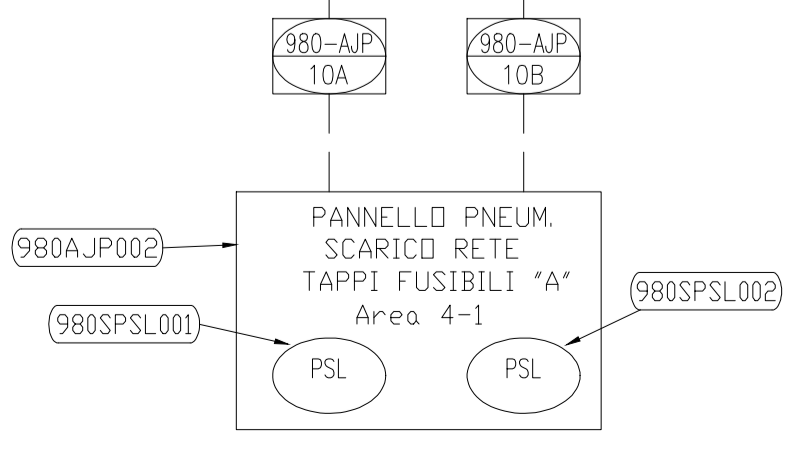 980-AJP
10A
980-AJP
10B
PANNELLO PNEUM.
SCARICO RETE
TAPPI FUSIBILI "A"
Area 4-1
980AJP002
980SPSL001
980SPSL002
PSL
PSL